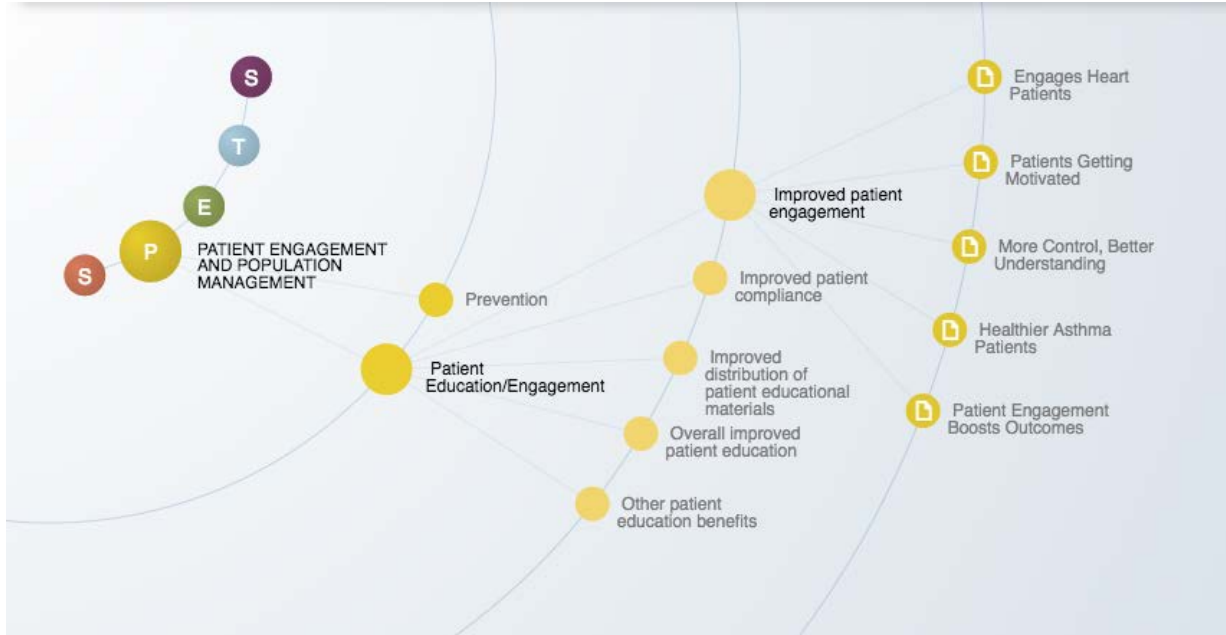 S
T
E
P
S
PATIENT ENGAGEMENT
AND POPULATION
MANAGEMENT
Prevention
Patient
Education/Engagement
Improved patient
engagement
Improved patient
compliance
Improved
distribution of
patient educational
materials
Overall improved
patient education
Other patient
education benefits
Engages Heart
Patients
Patients Getting
Motivated
More Control, Better
Understanding
Healthier Asthma
Patients
Patient Engagement
Boosts Outcomes